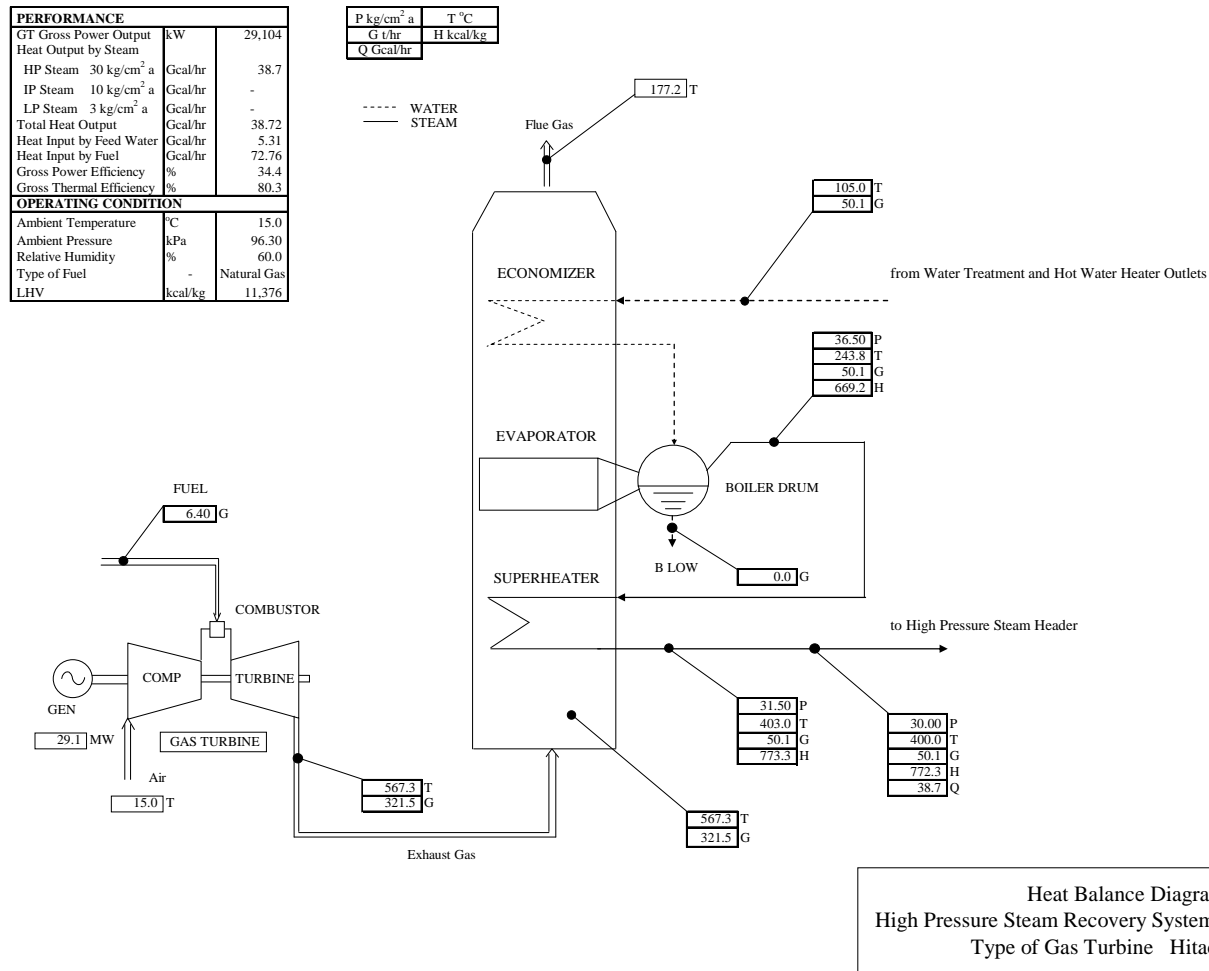 PERFORMANCE
GT Gross Power Output kW 29,104
Heat Output by Steam
HP Steam 30 kg/cm² a Gcal/hr 38.7
IP Steam 10 kg/cm² a Gcal/hr -
LP Steam 3 kg/cm² a Gcal/hr -
Total Heat Output Gcal/hr 38.72
Heat Input by Feed Water Gcal/hr 5.31
Heat Input by Fuel Gcal/hr 72.76
Gross Power Efficiency % 34.4
Gross Thermal Efficiency % 80.3
OPERATING CONDITION
Ambient Temperature °C 15.0
Ambient Pressure kPa 96.30
Relative Humidity % 60.0
Type of Fuel - Natural Gas
LHV kcal/kg 11,376
P kg/cm² a T °C
G t/hr H kcal/kg
Q Gcal/hr
WATER
STEAM
177.2 T
Flue Gas
105.0 T
50.1 G
ECONOMIZER
from Water Treatment and Hot Water Heater Outlets
36.50 P
243.8 T
50.1 G
669.2 H
EVAPORATOR
BOILER DRUM
FUEL
6.40 G
B LOW
0.0 G
SUPERHEATER
COMBUSTOR
to High Pressure Steam Header
COMP
TURBINE
GEN
29.1 MW
GAS TURBINE
Air
15.0 T
31.50 P
403.0 T
50.1 G
773.3 H
30.00 P
400.0 T
50.1 G
772.3 H
38.7 Q
567.3 T
321.5 G
567.3 T
321.5 G
Exhaust Gas
Heat Balance Diagra
High Pressure Steam Recovery System
Type of Gas Turbine Hita